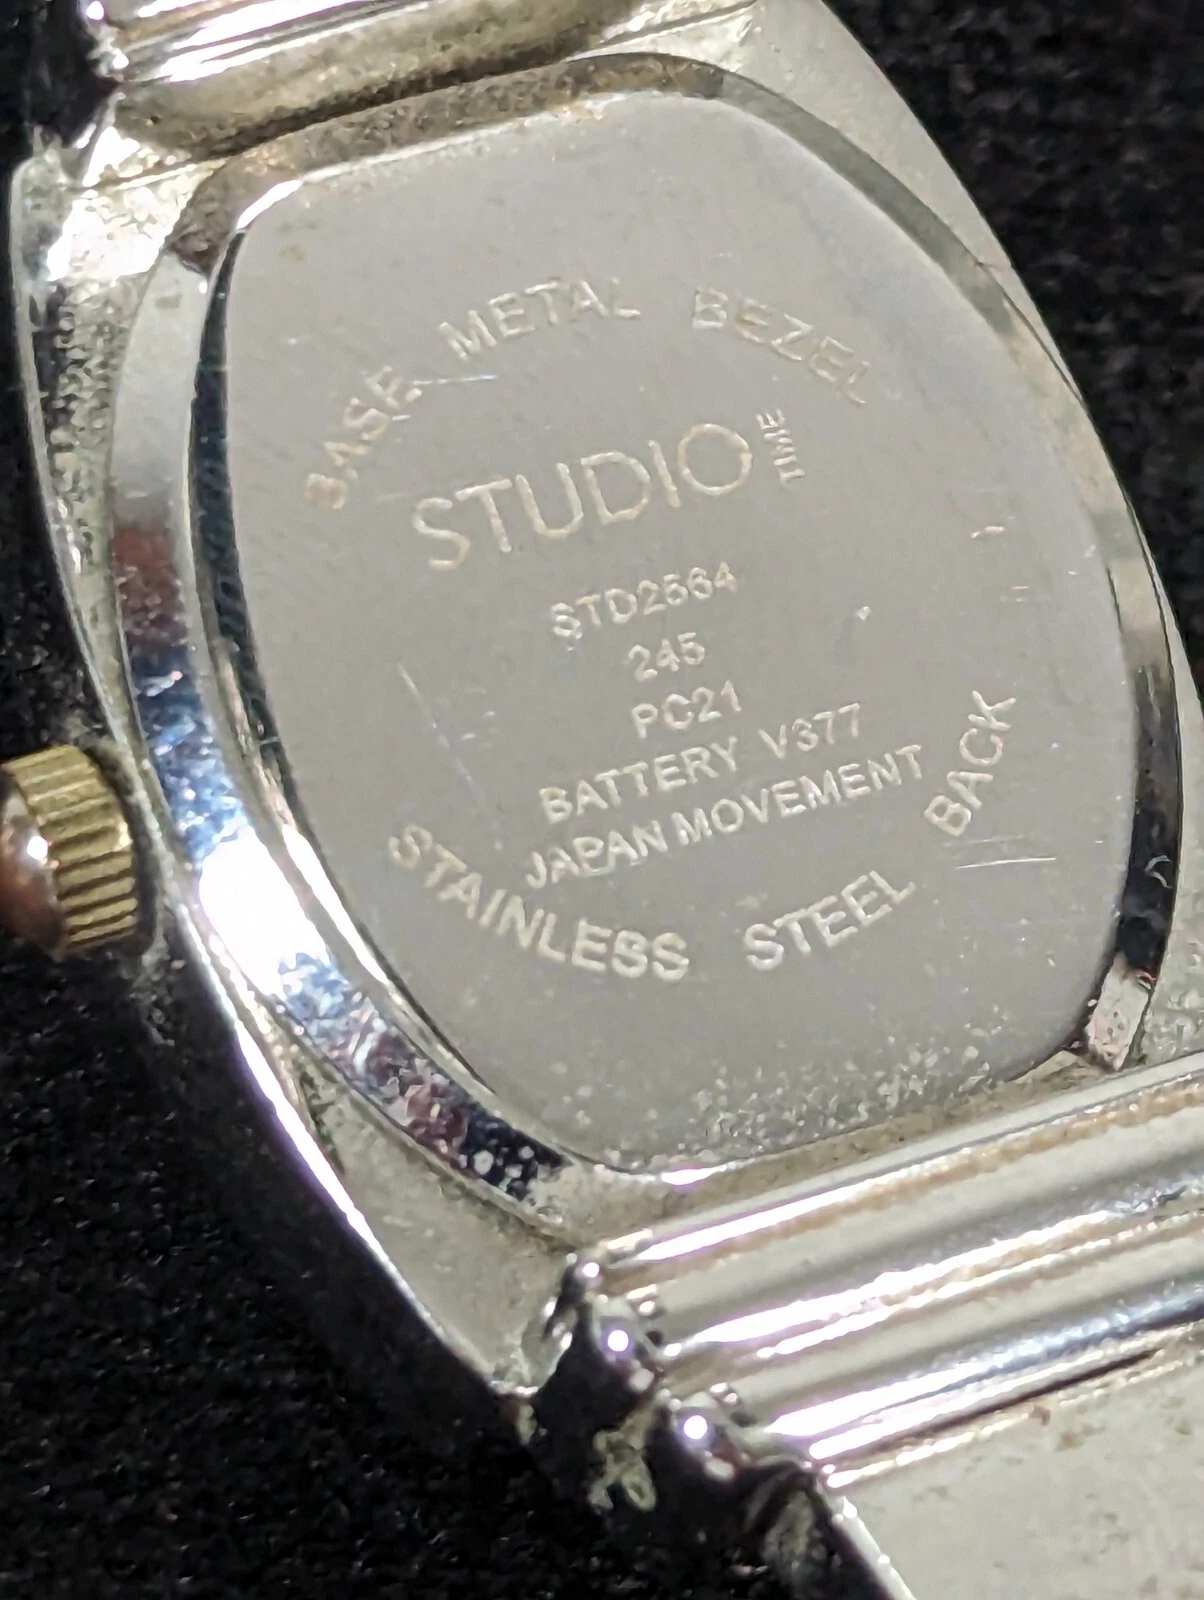 BASE METAL BEZEL
STUDIO TIME
STD2564
245
PC21
BATTERY V377
JAPAN MOVEMENT
STAINLESS STEEL BACK